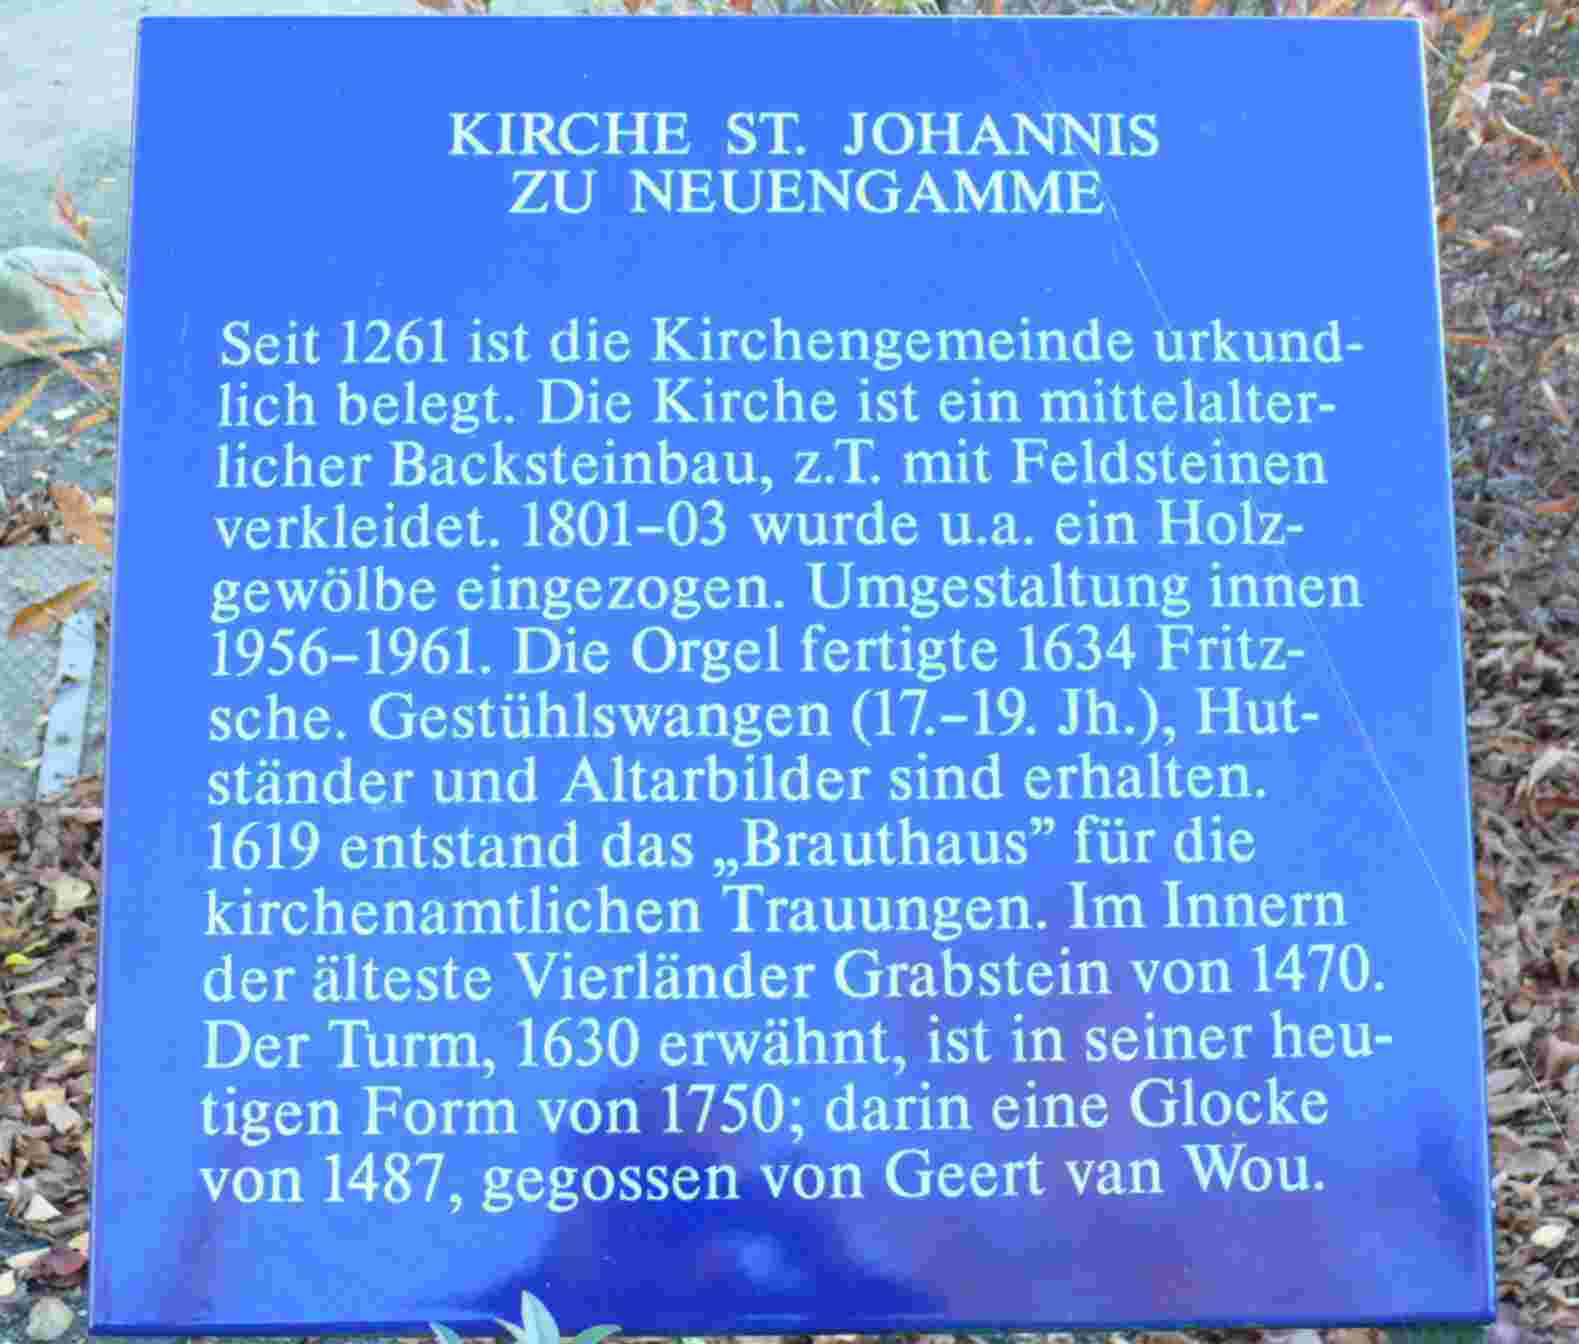 KIRCHE ST. JOHANNIS
ZU NEUENGAMME
Seit 1261 ist die Kirchengemeinde urkund-
lich belegt. Die Kirche ist ein mittelalter-
licher Backsteinbau, z.T. mit Feldsteinen
verkleidet. 1801–03 wurde u.a. ein Holz-
gewölbe eingezogen. Umgestaltung innen
1956–1961. Die Orgel fertigte 1634 Fritz-
sche. Gestühlswangen (17.–19. Jh.), Hut-
ständer und Altarbilder sind erhalten.
1619 entstand das „Brauthaus” für die
kirchenamtlichen Trauungen. Im Innern
der älteste Vierländer Grabstein von 1470.
Der Turm, 1630 erwähnt, ist in seiner heu-
tigen Form von 1750; darin eine Glocke
von 1487, gegossen von Geert van Wou.